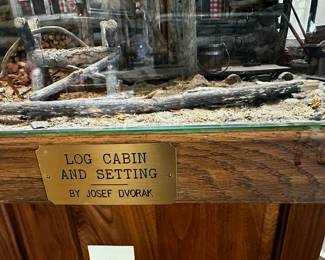 LOG CABIN
AND SETTING
BY JOSEF DVORAK